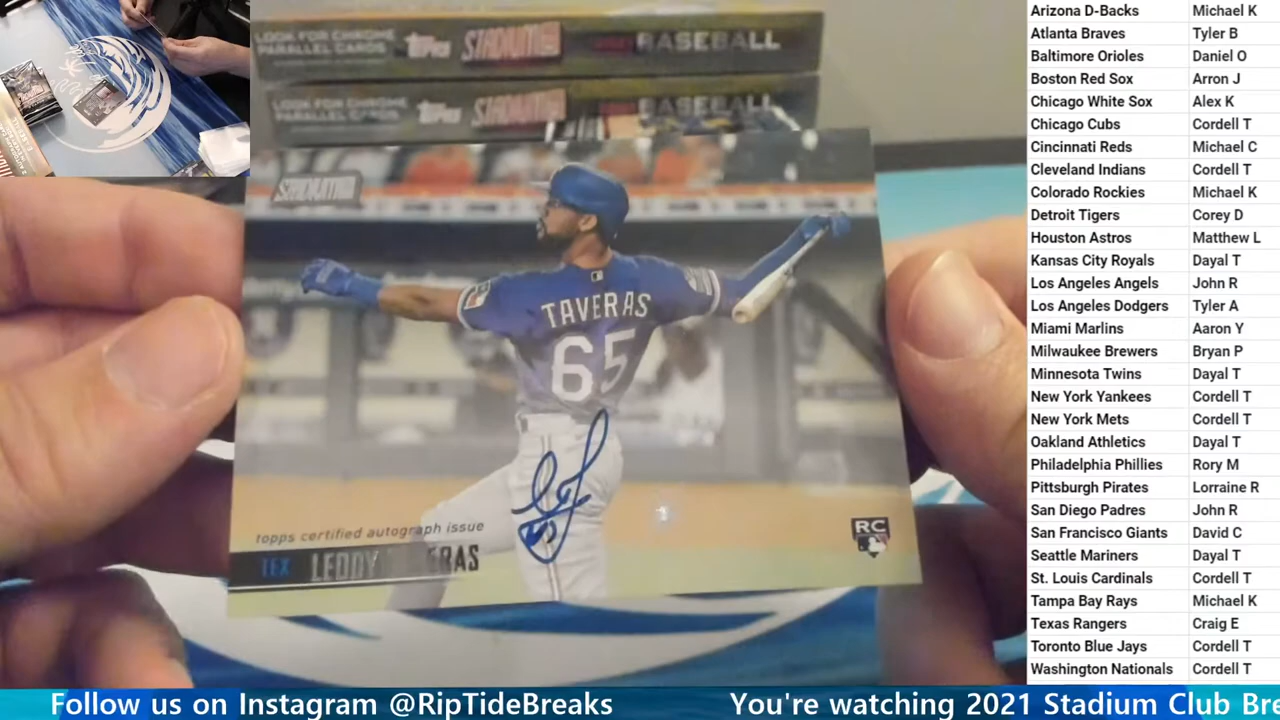 LOOK FOR CHROME
PARALLEL CARDS
Topps STADIUM BASEBALL
LOOK FOR CHROME
PARALLEL CARDS
Topps STADIUM BASEBALL
STADIUM
TAVERAS
65
topps certified autograph issue
TEX LEDDY
RC
Arizona D-Backs Michael K
Atlanta Braves Tyler B
Baltimore Orioles Daniel O
Boston Red Sox Arron J
Chicago White Sox Alex K
Chicago Cubs Cordell T
Cincinnati Reds Michael C
Cleveland Indians Cordell T
Colorado Rockies Michael K
Detroit Tigers Corey D
Houston Astros Matthew L
Kansas City Royals Dayal T
Los Angeles Angels John R
Los Angeles Dodgers Tyler A
Miami Marlins Aaron Y
Milwaukee Brewers Bryan P
Minnesota Twins Dayal T
New York Yankees Cordell T
New York Mets Cordell T
Oakland Athletics Dayal T
Philadelphia Phillies Rory M
Pittsburgh Pirates Lorraine R
San Diego Padres John R
San Francisco Giants David C
Seattle Mariners Dayal T
St. Louis Cardinals Cordell T
Tampa Bay Rays Michael K
Texas Rangers Craig E
Toronto Blue Jays Cordell T
Washington Nationals Cordell T
Follow us on Instagram @RipTideBreaks You're watching 2021 Stadium Club Bre